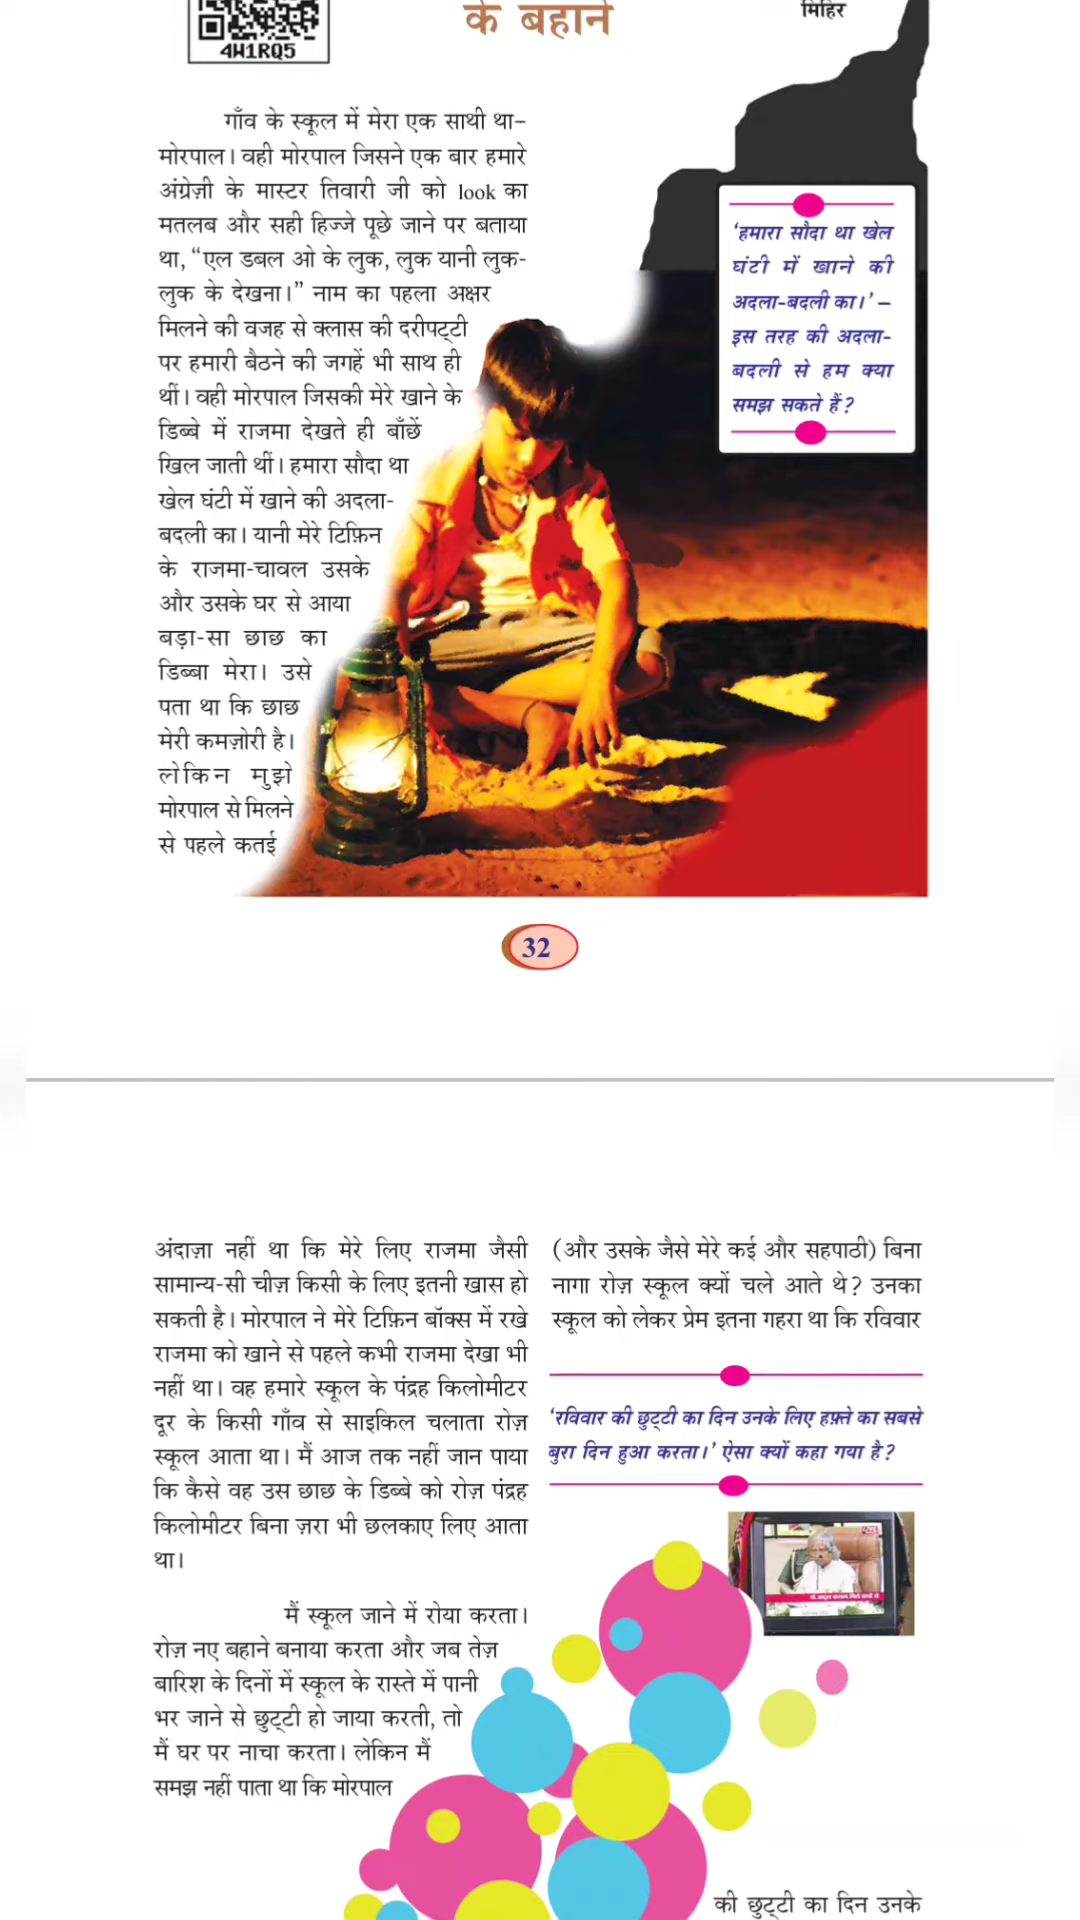 के बहाने
मिहिर
4W1RQ5
गाँव के स्कूल में मेरा एक साथी था–
मोरपाल। वही मोरपाल जिसने एक बार हमारे
अंग्रेज़ी के मास्टर तिवारी जी को look का
मतलब और सही हिज्जे पूछे जाने पर बताया
था, “एल डबल ओ के लुक, लुक यानी लुक-
लुक के देखना।” नाम का पहला अक्षर
मिलने की वजह से क्लास की दरीपट्टी
पर हमारी बैठने की जगहें भी साथ ही
थीं। वही मोरपाल जिसकी मेरे खाने के
डिब्बे में राजमा देखते ही बाँछें
खिल जाती थीं। हमारा सौदा था
खेल घंटी में खाने की अदला-
बदली का। यानी मेरे टिफ़िन
के राजमा-चावल उसके
और उसके घर से आया
बड़ा-सा छाछ का
डिब्बा मेरा। उसे
पता था कि छाछ
मेरी कमज़ोरी है।
लेकिन मुझे
मोरपाल से मिलने
से पहले कतई
‘हमारा सौदा था खेल
घंटी में खाने की
अदला-बदली का।’ –
इस तरह की अदला-
बदली से हम क्या
समझ सकते हैं?
32
अंदाज़ा नहीं था कि मेरे लिए राजमा जैसी
सामान्य-सी चीज़ किसी के लिए इतनी खास हो
सकती है। मोरपाल ने मेरे टिफ़िन बॉक्स में रखे
राजमा को खाने से पहले कभी राजमा देखा भी
नहीं था। वह हमारे स्कूल के पंद्रह किलोमीटर
दूर के किसी गाँव से साइकिल चलाता रोज़
स्कूल आता था। मैं आज तक नहीं जान पाया
कि कैसे वह उस छाछ के डिब्बे को रोज़ पंद्रह
किलोमीटर बिना ज़रा भी छलकाए लिए आता
था।
मैं स्कूल जाने में रोया करता।
रोज़ नए बहाने बनाया करता और जब तेज़
बारिश के दिनों में स्कूल के रास्ते में पानी
भर जाने से छुट्टी हो जाया करती, तो
मैं घर पर नाचा करता। लेकिन मैं
समझ नहीं पाता था कि मोरपाल
(और उसके जैसे मेरे कई और सहपाठी) बिना
नागा रोज़ स्कूल क्यों चले आते थे? उनका
स्कूल को लेकर प्रेम इतना गहरा था कि रविवार
‘रविवार की छुट्टी का दिन उनके लिए हफ़्ते का सबसे
बुरा दिन हुआ करता।’ ऐसा क्यों कहा गया है?
की छुट्टी का दिन उनके